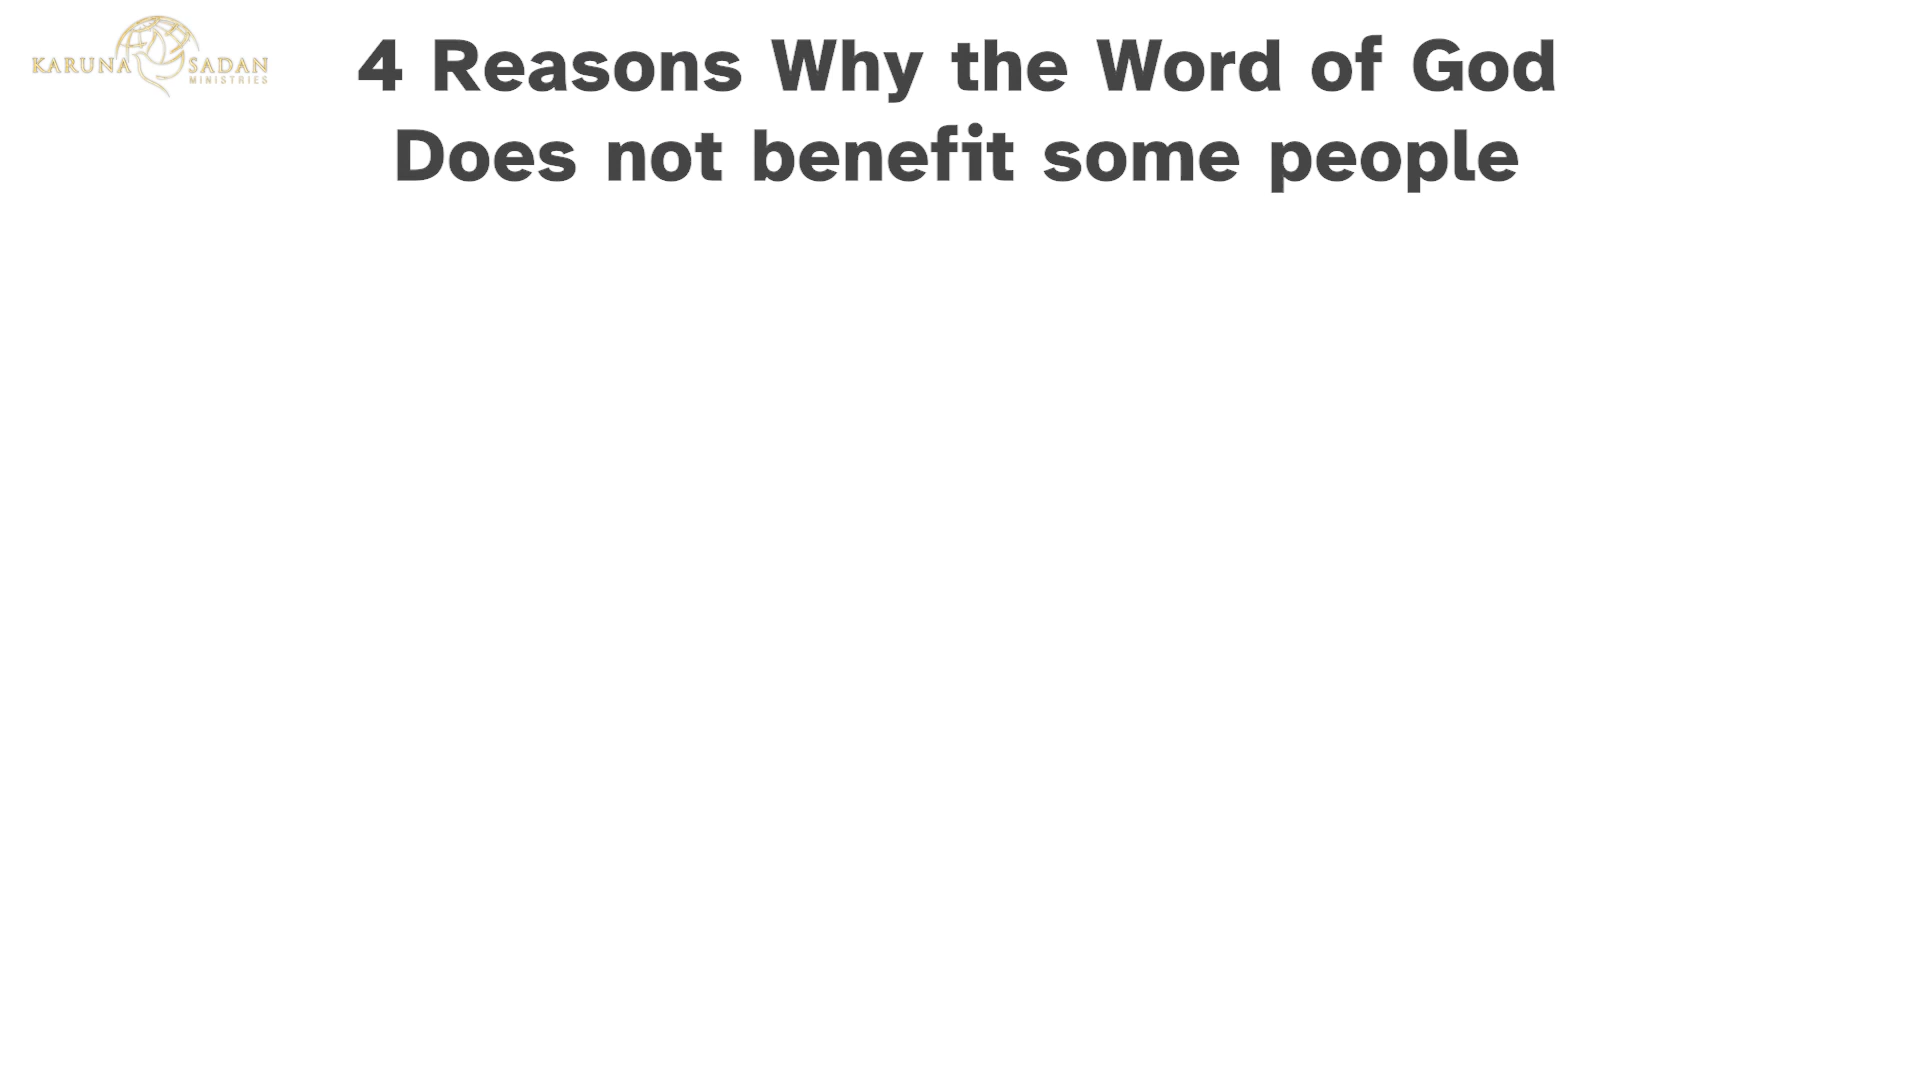 KARUNA SADAN
MINISTRIES
4 Reasons Why the Word of God
Does not benefit some people